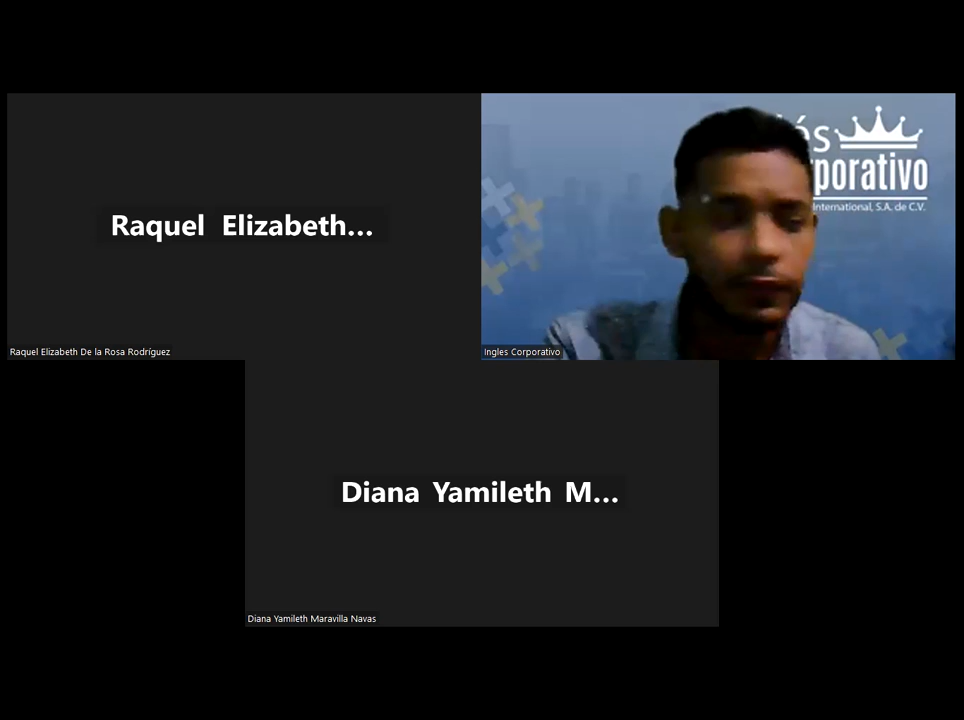 Raquel Elizabeth...
Raquel Elizabeth De la Rosa Rodríguez
és
porativo
International, S.A. de C.V.
Ingles Corporativo
Diana Yamileth M...
Diana Yamileth Maravilla Navas